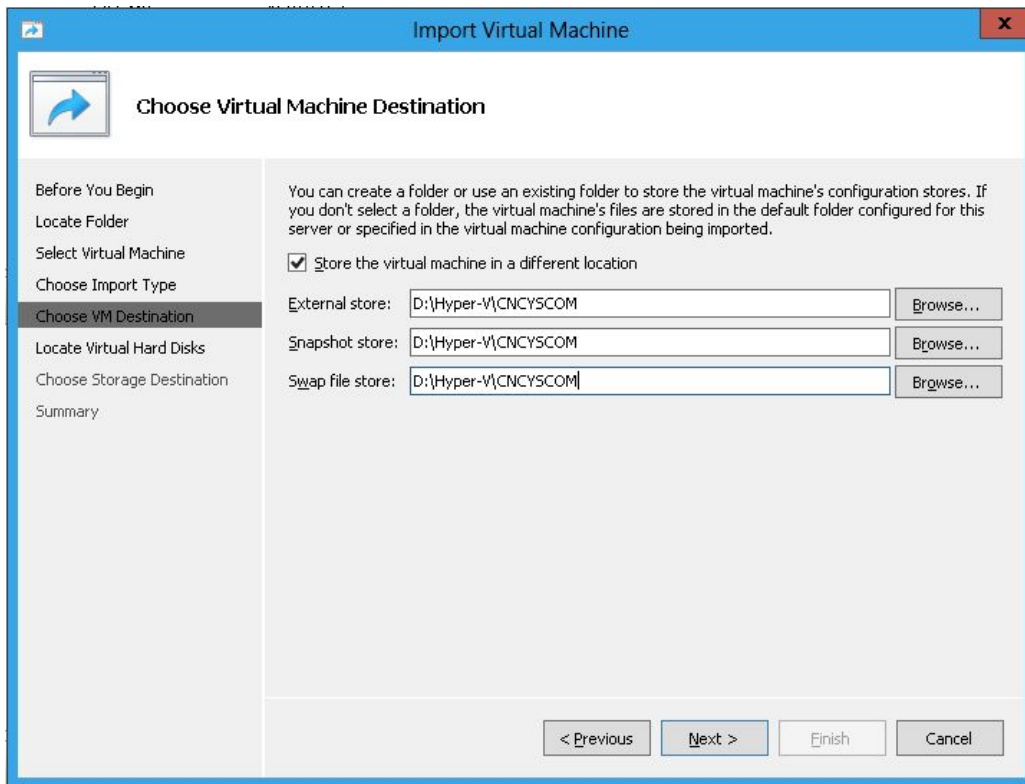 Import Virtual Machine
x
Choose Virtual Machine Destination
Before You Begin
Locate Folder
Select Virtual Machine
Choose Import Type
Choose VM Destination
Locate Virtual Hard Disks
Choose Storage Destination
Summary
You can create a folder or use an existing folder to store the virtual machine's configuration stores. If
you don't select a folder, the virtual machine's files are stored in the default folder configured for this
server or specified in the virtual machine configuration being imported.
Store the virtual machine in a different location
External store: D:\Hyper-V\CNCYSCOM Browse...
Snapshot store: D:\Hyper-V\CNCYSCOM Browse...
Swap file store: D:\Hyper-V\CNCYSCOM Browse...
< Previous Next > Finish Cancel